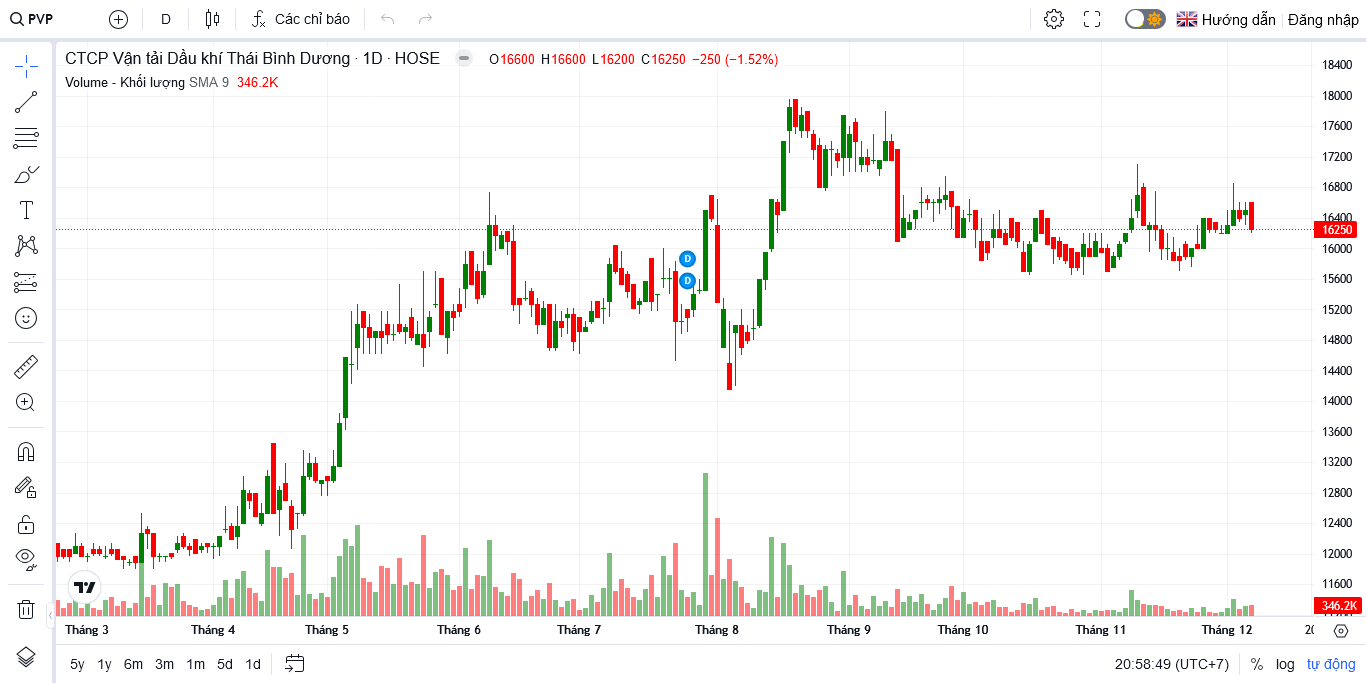 PVP D Các chỉ báo Hướng dẫn Đăng nhập
CTCP Vận tải Dầu khí Thái Bình Dương · 1D · HOSE O16600 H16600 L16200 C16250 −250 (−1.52%)
Volume - Khối lượng SMA 9 346.2K
18400
18000
17600
17200
16800
16400
16250
16000
15600
15200
14800
14400
14000
13600
13200
12800
12400
12000
11600
346.2K
D
D
Tháng 3 Tháng 4 Tháng 5 Tháng 6 Tháng 7 Tháng 8 Tháng 9 Tháng 10 Tháng 11 Tháng 12
5y 1y 6m 3m 1m 5d 1d 20:58:49 (UTC+7) % log tự động